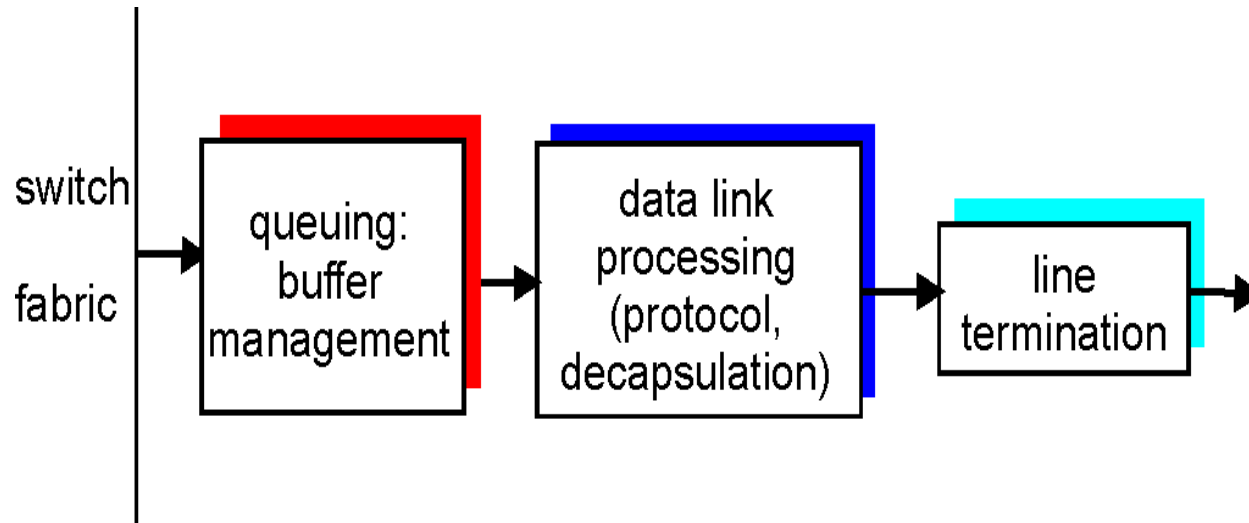 switch
fabric
queuing:
buffer
management
data link
processing
(protocol,
decapsulation)
line
termination